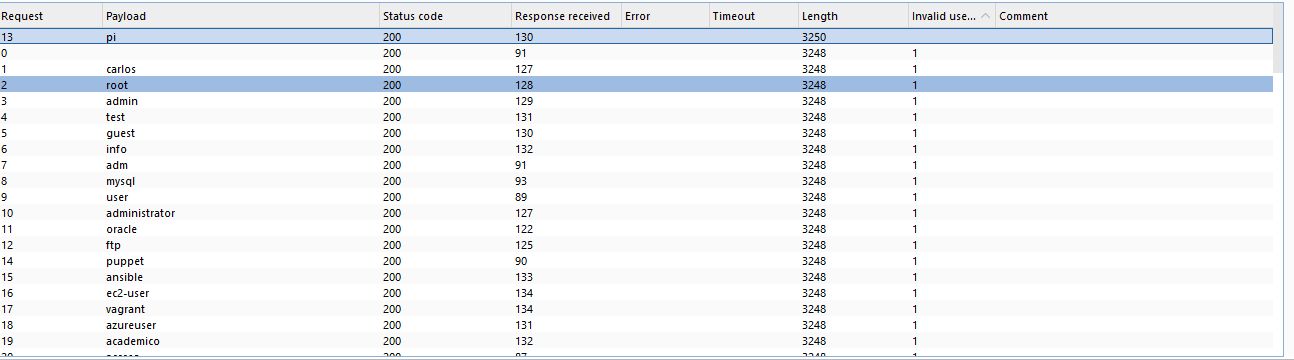 Request Payload Status code Response received Error Timeout Length Invalid use... Comment
13 pi 200 130 3250
0 200 91 3248 1
1 carlos 200 127 3248 1
2 root 200 128 3248 1
3 admin 200 129 3248 1
4 test 200 131 3248 1
5 guest 200 130 3248 1
6 info 200 132 3248 1
7 adm 200 91 3248 1
8 mysql 200 93 3248 1
9 user 200 89 3248 1
10 administrator 200 127 3248 1
11 oracle 200 122 3248 1
12 ftp 200 125 3248 1
14 puppet 200 90 3248 1
15 ansible 200 133 3248 1
16 ec2-user 200 134 3248 1
17 vagrant 200 134 3248 1
18 azureuser 200 131 3248 1
19 academico 200 132 3248 1
20 200 87 3248 1